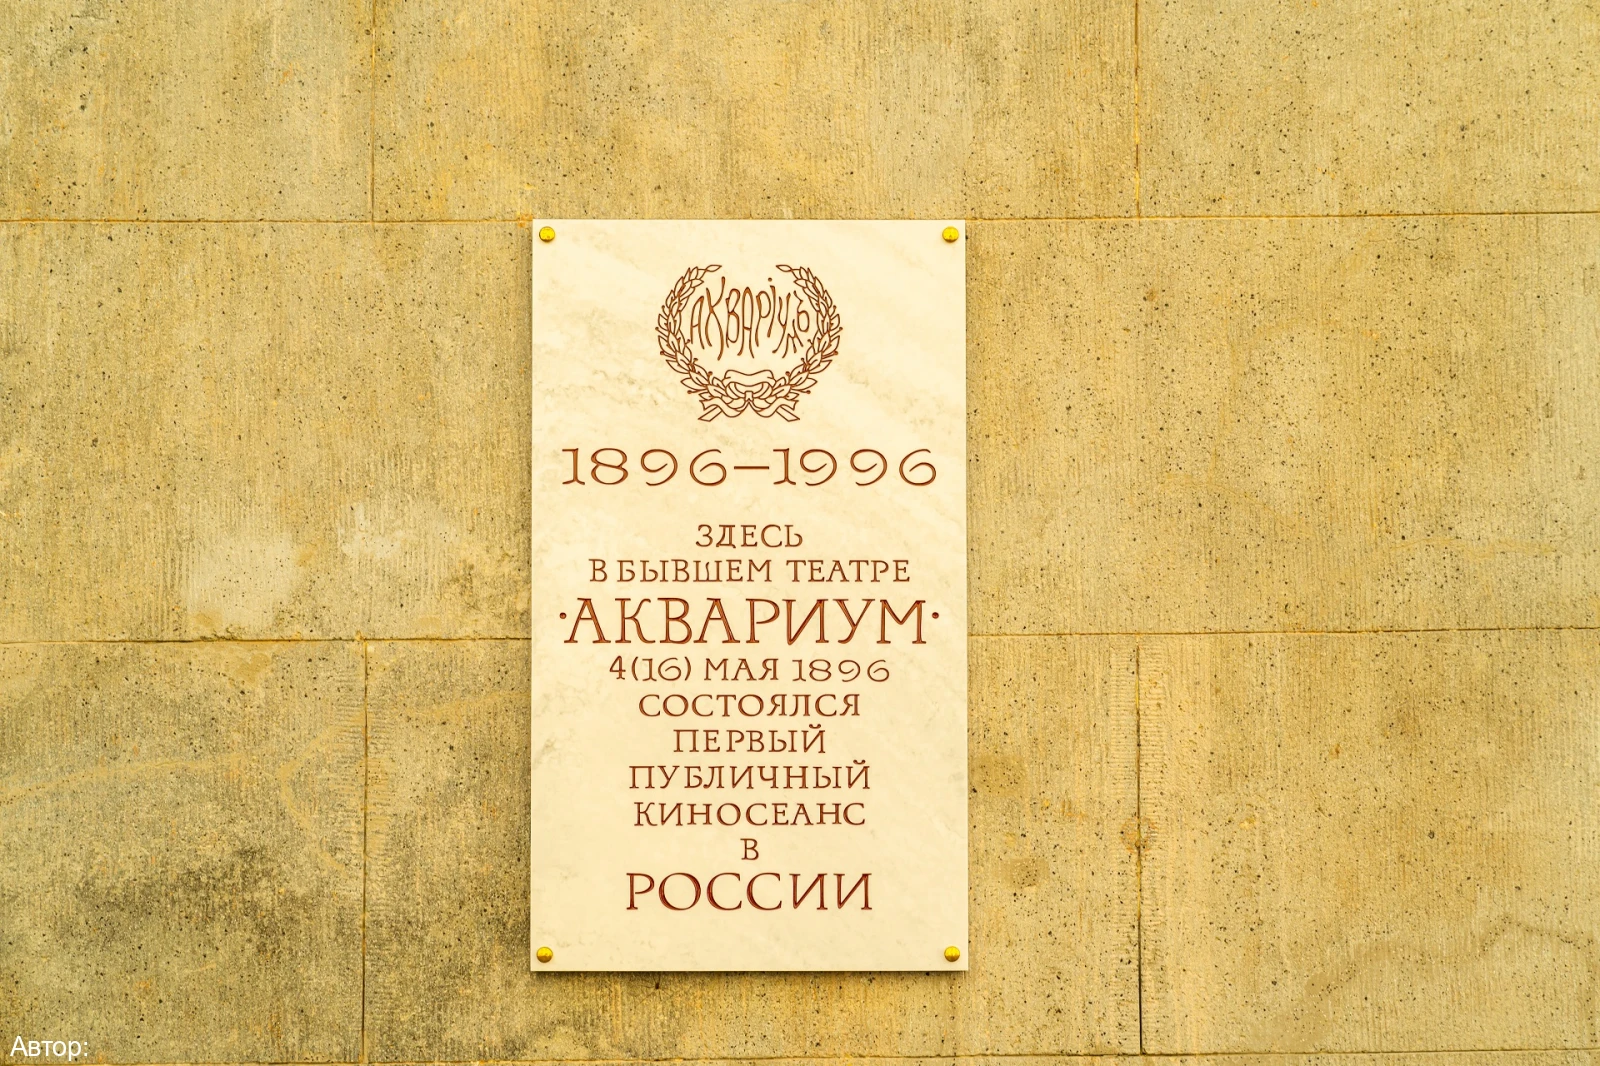 АКВАРІУМЪ
1896–1996
ЗДЕСЬ
В БЫВШЕМ ТЕАТРЕ
·АКВАРИУМ·
4(16) МАЯ 1896
СОСТОЯЛСЯ
ПЕРВЫЙ
ПУБЛИЧНЫЙ
КИНОСЕАНС
В
РОССИИ
Автор: